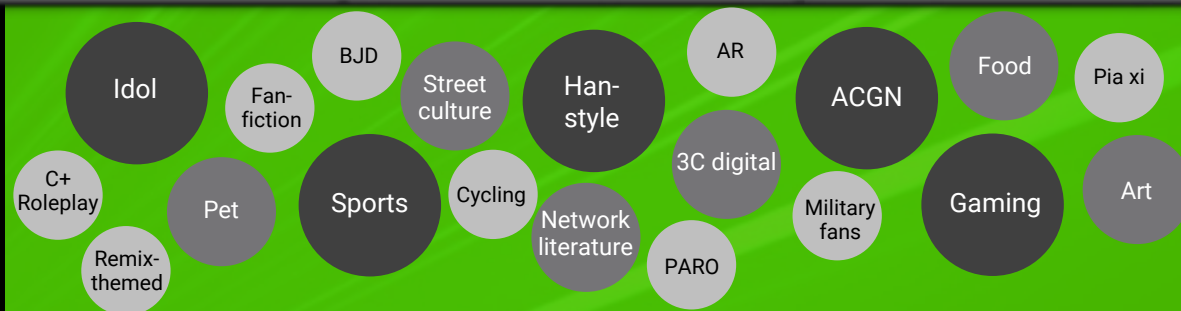 Idol
Fan-
fiction
BJD
Street
culture
Han-
style
AR
ACGN
Food
Pia xi
C+
Roleplay
Pet
Remix-
themed
Sports
Cycling
Network
literature
3C digital
PARO
Military
fans
Gaming
Art